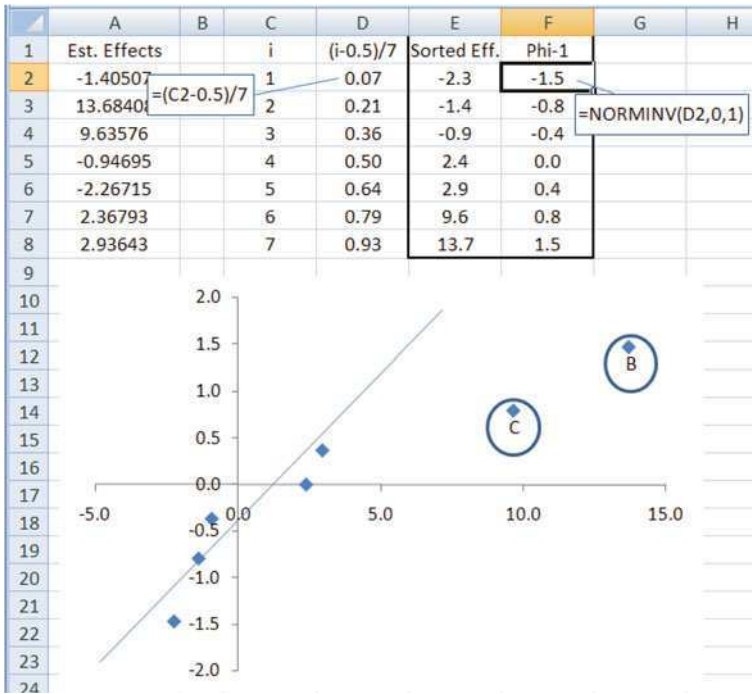 A B C D E F G H
1 Est. Effects i (i-0.5)/7 Sorted Eff. Phi-1
2 -1.40507 1 0.07 -2.3 -1.5
=(C2-0.5)/7
3 13.68408 2 0.21 -1.4 -0.8
=NORMINV(D2,0,1)
4 9.63576 3 0.36 -0.9 -0.4
5 -0.94695 4 0.50 2.4 0.0
6 -2.26715 5 0.64 2.9 0.4
7 2.36793 6 0.79 9.6 0.8
8 2.93643 7 0.93 13.7 1.5
9
10 2.0
11
12 1.5
B
13
14 1.0
C
15 0.5
16
17 0.0
18 -5.0 0.0 5.0 10.0 15.0
-0.5
19
20 -1.0
21
22 -1.5
23
-2.0
24